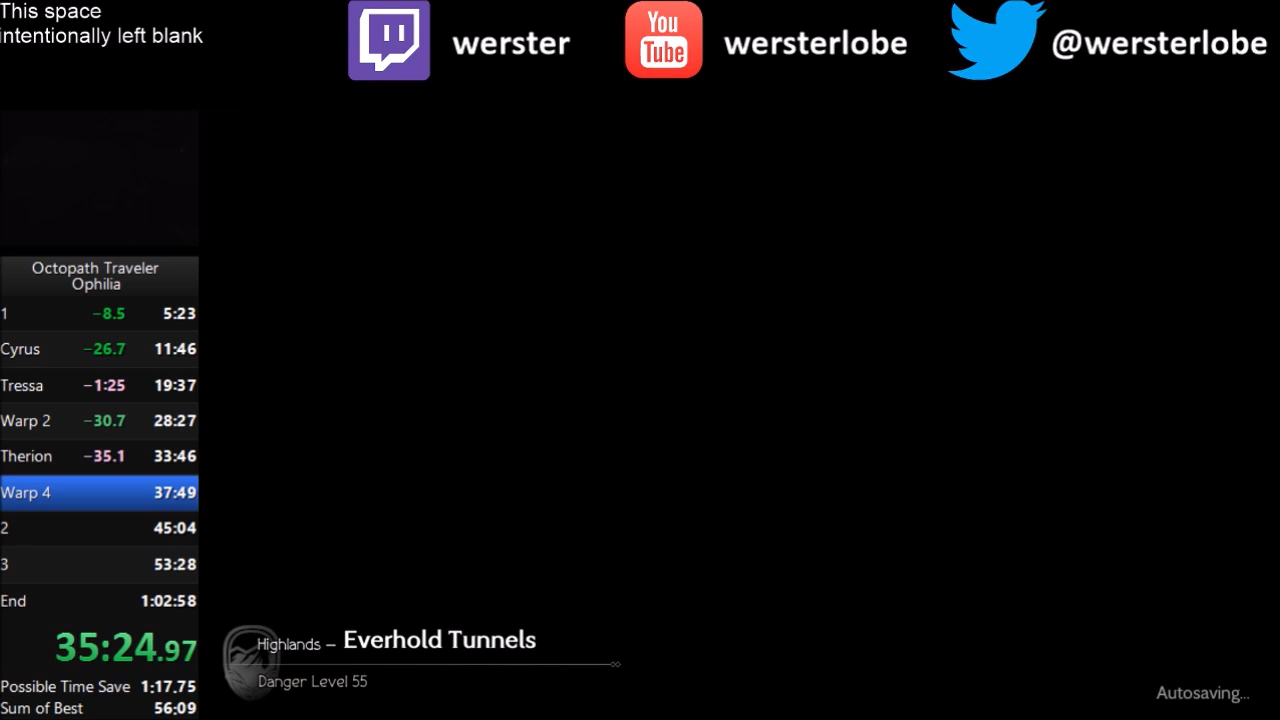 This space
intentionally left blank
werster
You
Tube
wersterlobe
@wersterlobe
Octopath Traveler
Ophilia
1 −8.5 5:23
Cyrus −26.7 11:46
Tressa −1:25 19:37
Warp 2 −30.7 28:27
Therion −35.1 33:46
Warp 4 37:49
2 45:04
3 53:28
End 1:02:58
35:24.97
Possible Time Save 1:17.75
Sum of Best 56:09
Highlands – Everhold Tunnels
Danger Level 55
Autosaving...